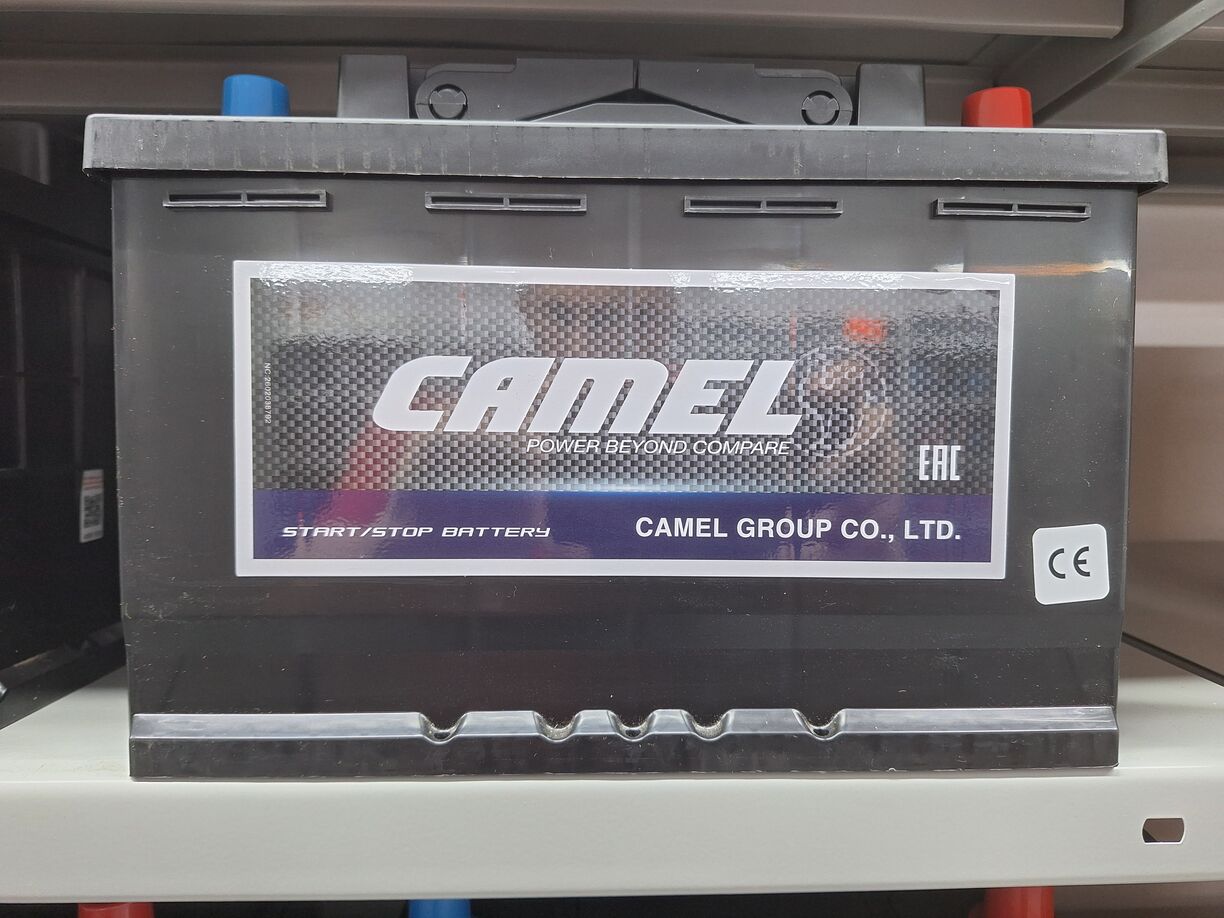 CAMEL
POWER BEYOND COMPARE
EAC
START/STOP BATTERY
CAMEL GROUP CO., LTD.
CE